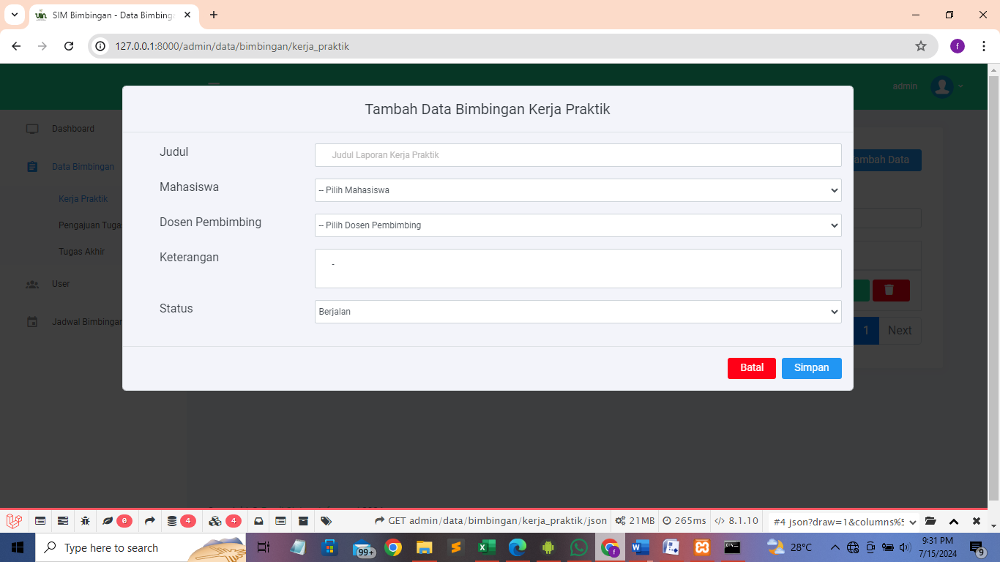 SIM Bimbingan - Data Bimbing
127.0.0.1:8000/admin/data/bimbingan/kerja_praktik
f
admin
Tambah Data Bimbingan Kerja Praktik
Dashboard
Data Bimbingan
Kerja Praktik
Pengajuan Tuga
Tugas Akhir
User
Jadwal Bimbingan
ambah Data
Judul
Judul Laporan Kerja Praktik
Mahasiswa
-- Pilih Mahasiswa
Dosen Pembimbing
-- Pilih Dosen Pembimbing
Keterangan
-
Status
Berjalan
1
Next
Batal
Simpan
0
4
4
GET admin/data/bimbingan/kerja_praktik/json
21MB
265ms
8.1.10
#4 json?draw=1&columns%5
Type here to search
99+
f
28°C
9:31 PM
7/15/2024
9